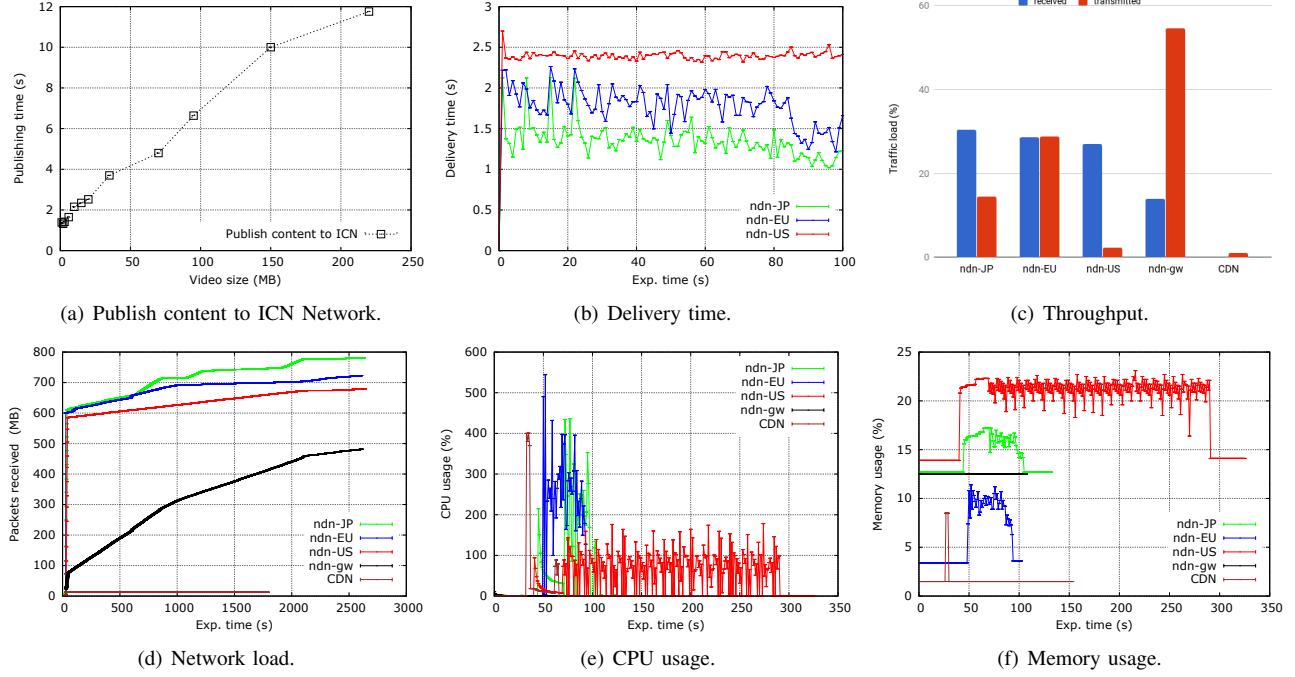 received transmitted
12
10
8
6
4
2
0
Publishing time (s)
Publish content to ICN
0 50 100 150 200 250
Video size (MB)
(a) Publish content to ICN Network.
3
2.5
2
1.5
1
0.5
0
Delivery time (s)
ndn-JP
ndn-EU
ndn-US
0 20 40 60 80 100
Exp. time (s)
(b) Delivery time.
60
40
20
0
Traffic load (%)
ndn-JP ndn-EU ndn-US ndn-gw CDN
(c) Throughput.
800
700
600
500
400
300
200
100
0
Packets received (MB)
ndn-JP
ndn-EU
ndn-US
ndn-gw
CDN
0 500 1000 1500 2000 2500 3000
Exp. time (s)
(d) Network load.
600
500
400
300
200
100
0
CPU usage (%)
ndn-JP
ndn-EU
ndn-US
ndn-gw
CDN
0 50 100 150 200 250 300 350
Exp. time (s)
(e) CPU usage.
25
20
15
10
5
0
Memory usage (%)
ndn-JP
ndn-EU
ndn-US
ndn-gw
CDN
0 50 100 150 200 250 300 350
Exp. time (s)
(f) Memory usage.